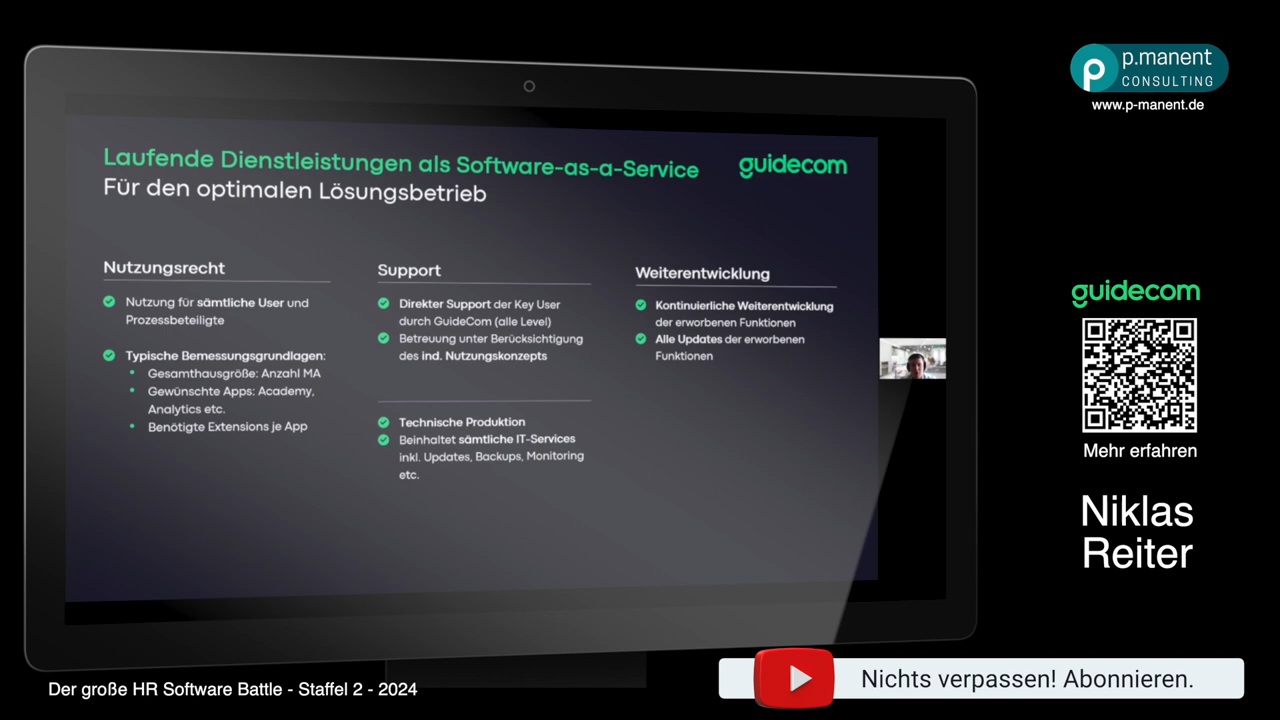 Laufende Dienstleistungen als Software-as-a-Service
Für den optimalen Lösungsbetrieb
guidecom
Nutzungsrecht
Nutzung für sämtliche User und
Prozessbeteiligte
Typische Bemessungsgrundlagen:
Gesamthausgröße: Anzahl MA
Gewünschte Apps: Academy,
Analytics etc.
Benötigte Extensions je App
Support
Direkter Support der Key User
durch GuideCom (alle Level)
Betreuung unter Berücksichtigung
des ind. Nutzungskonzepts
Technische Produktion
Beinhaltet sämtliche IT-Services
inkl. Updates, Backups, Monitoring
etc.
Weiterentwicklung
Kontinuierliche Weiterentwicklung
der erworbenen Funktionen
Alle Updates der erworbenen
Funktionen
p.manent
CONSULTING
www.p-manent.de
guidecom
Mehr erfahren
Niklas
Reiter
Der große HR Software Battle - Staffel 2 - 2024
Nichts verpassen! Abonnieren.